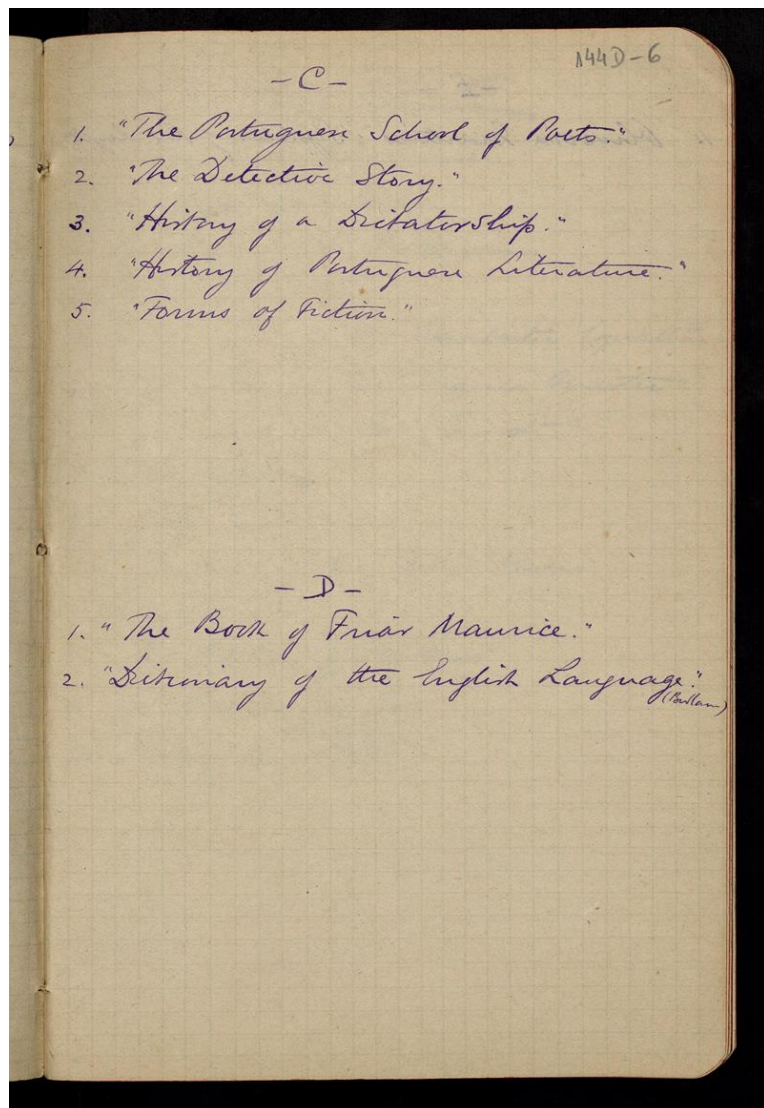 144D-6
- C -
1. "The Portuguese School of Poets."
2. "The Detective Story."
3. "History of a Dictatorship."
4. "History of Portuguese Literature."
5. "Forms of Fiction."
- D -
1. "The Book of Friar Maurice."
2. "Dictionary of the English Language."
(Bedlam)